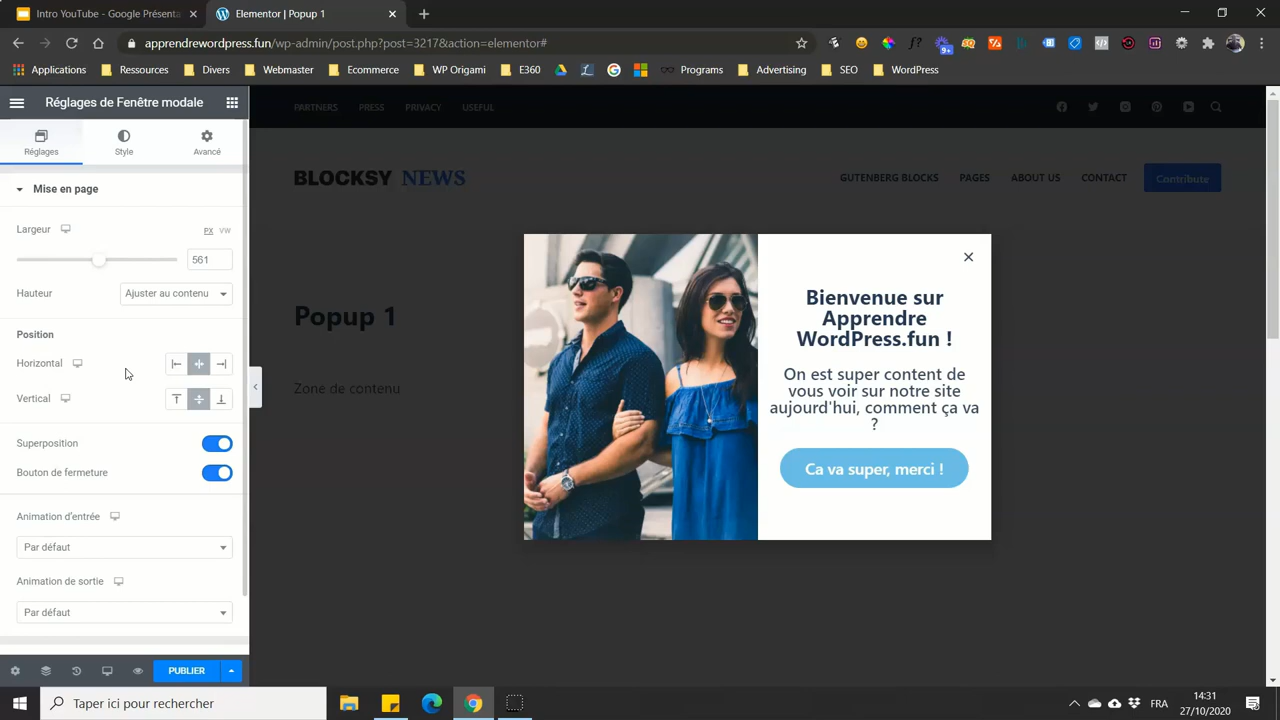 Intro YouTube - Google Présenta
Elementor | Popup 1
apprendrewordpress.fun/wp-admin/post.php?post=3217&action=elementor#
9+
Applications
Ressources
Divers
Webmaster
Ecommerce
WP Origami
E360
Programs
Advertising
SEO
WordPress
Réglages de Fenêtre modale
Réglages
Style
Avancé
Mise en page
Largeur
PX VW
561
Hauteur
Ajuster au contenu
Position
Horizontal
Vertical
Superposition
Bouton de fermeture
Animation d'entrée
Par défaut
Animation de sortie
Par défaut
PUBLIER
PARTNERS PRESS PRIVACY USEFUL
BLOCKSY NEWS
GUTENBERG BLOCKS PAGES ABOUT US CONTACT Contribute
Popup 1
Zone de contenu
Bienvenue sur
Apprendre
WordPress.fun !
On est super content de
vous voir sur notre site
aujourd'hui, comment ça va
?
Ca va super, merci !
Taper ici pour rechercher
FRA
14:31
27/10/2020